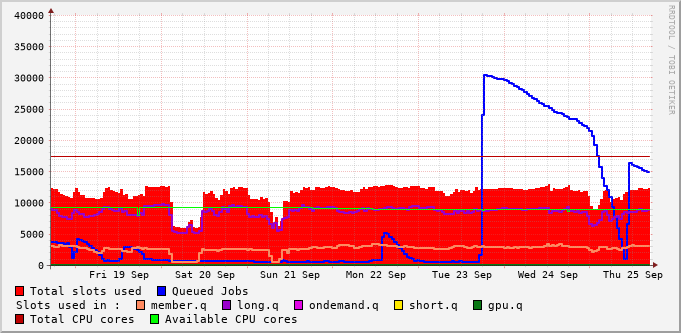 40000
35000
30000
25000
20000
15000
10000
5000
0
Fri 19 Sep Sat 20 Sep Sun 21 Sep Mon 22 Sep Tue 23 Sep Wed 24 Sep Thu 25 Sep
Total slots used Queued Jobs
Slots used in : member.q long.q ondemand.q short.q gpu.q
Total CPU cores Available CPU cores
RRDTOOL / TOBI OETIKER